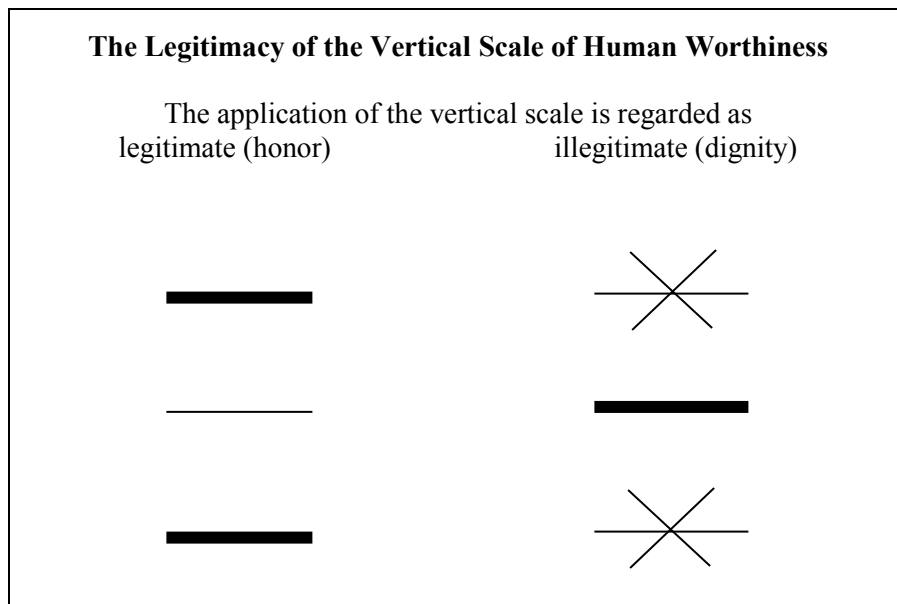 The Legitimacy of the Vertical Scale of Human Worthiness
The application of the vertical scale is regarded as
legitimate (honor) illegitimate (dignity)